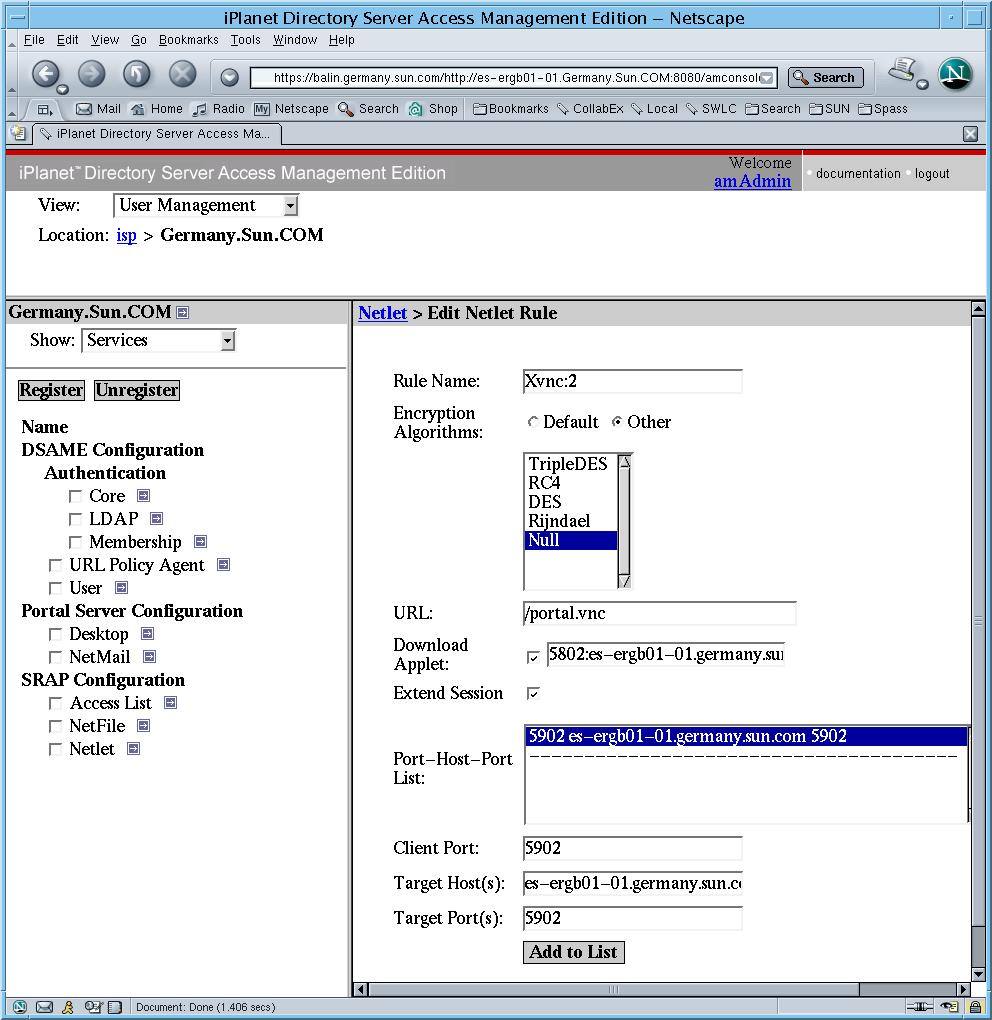 iPlanet Directory Server Access Management Edition – Netscape
File Edit View Go Bookmarks Tools Window Help
https://balin.germany.sun.com/http://es-ergb01-01.Germany.Sun.COM:8080/amconsol Search
Mail Home Radio My Netscape Search Shop Bookmarks CollabEx Local SWLC Search SUN Spass
iPlanet Directory Server Access Ma...
iPlanet™ Directory Server Access Management Edition
Welcome
amAdmin
documentation
logout
View: User Management
Location: isp > Germany.Sun.COM
Germany.Sun.COM
Show: Services
Register Unregister
Name
DSAME Configuration
Authentication
Core
LDAP
Membership
URL Policy Agent
User
Portal Server Configuration
Desktop
NetMail
SRAP Configuration
Access List
NetFile
Netlet
Netlet > Edit Netlet Rule
Rule Name: Xvnc:2
Encryption
Algorithms:
Default Other
TripleDES
RC4
DES
Rijndael
Null
URL: /portal.vnc
Download
Applet:
5802:es-ergb01-01.germany.su
Extend Session
Port-Host-Port
List:
5902 es-ergb01-01.germany.sun.com 5902
----------------------------------------
Client Port: 5902
Target Host(s): es-ergb01-01.germany.sun.c
Target Port(s): 5902
Add to List
Document: Done (1.406 secs)